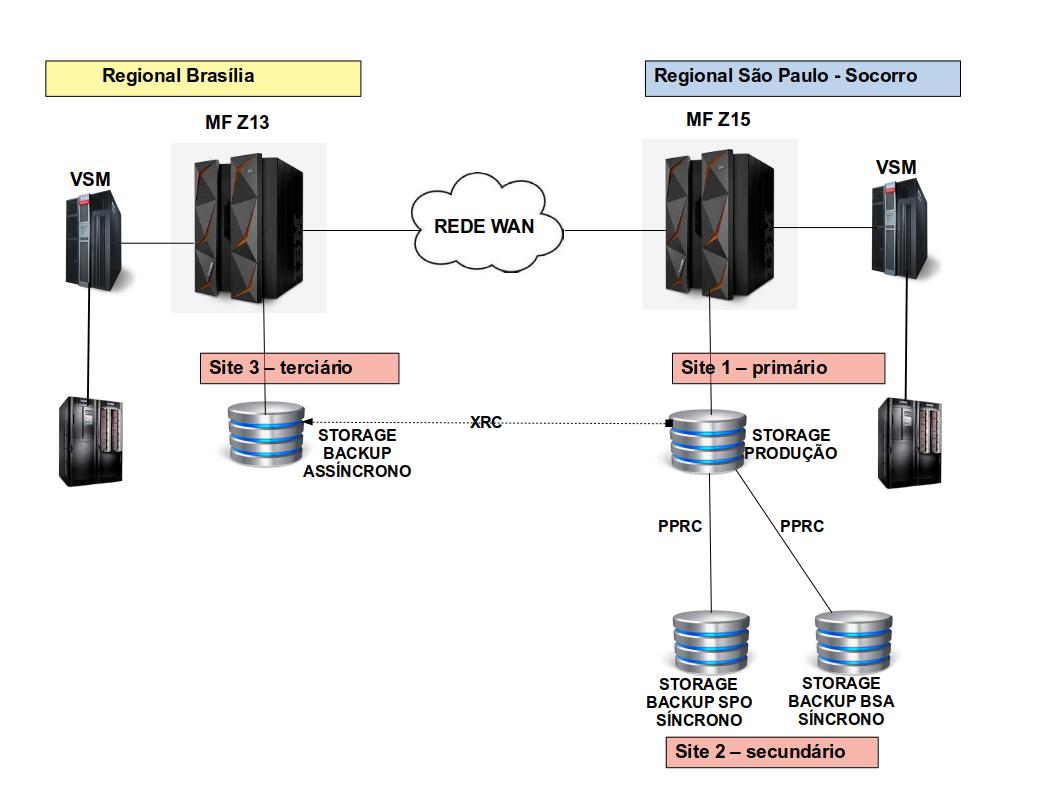 Regional Brasília
Regional São Paulo - Socorro
MF Z13
MF Z15
VSM
VSM
REDE WAN
Site 3 – terciário
Site 1 – primário
XRC
STORAGE
BACKUP
ASSÍNCRONO
STORAGE
PRODUÇÃO
PPRC
PPRC
STORAGE
BACKUP SPO
SÍNCRONO
STORAGE
BACKUP BSA
SÍNCRONO
Site 2 – secundário